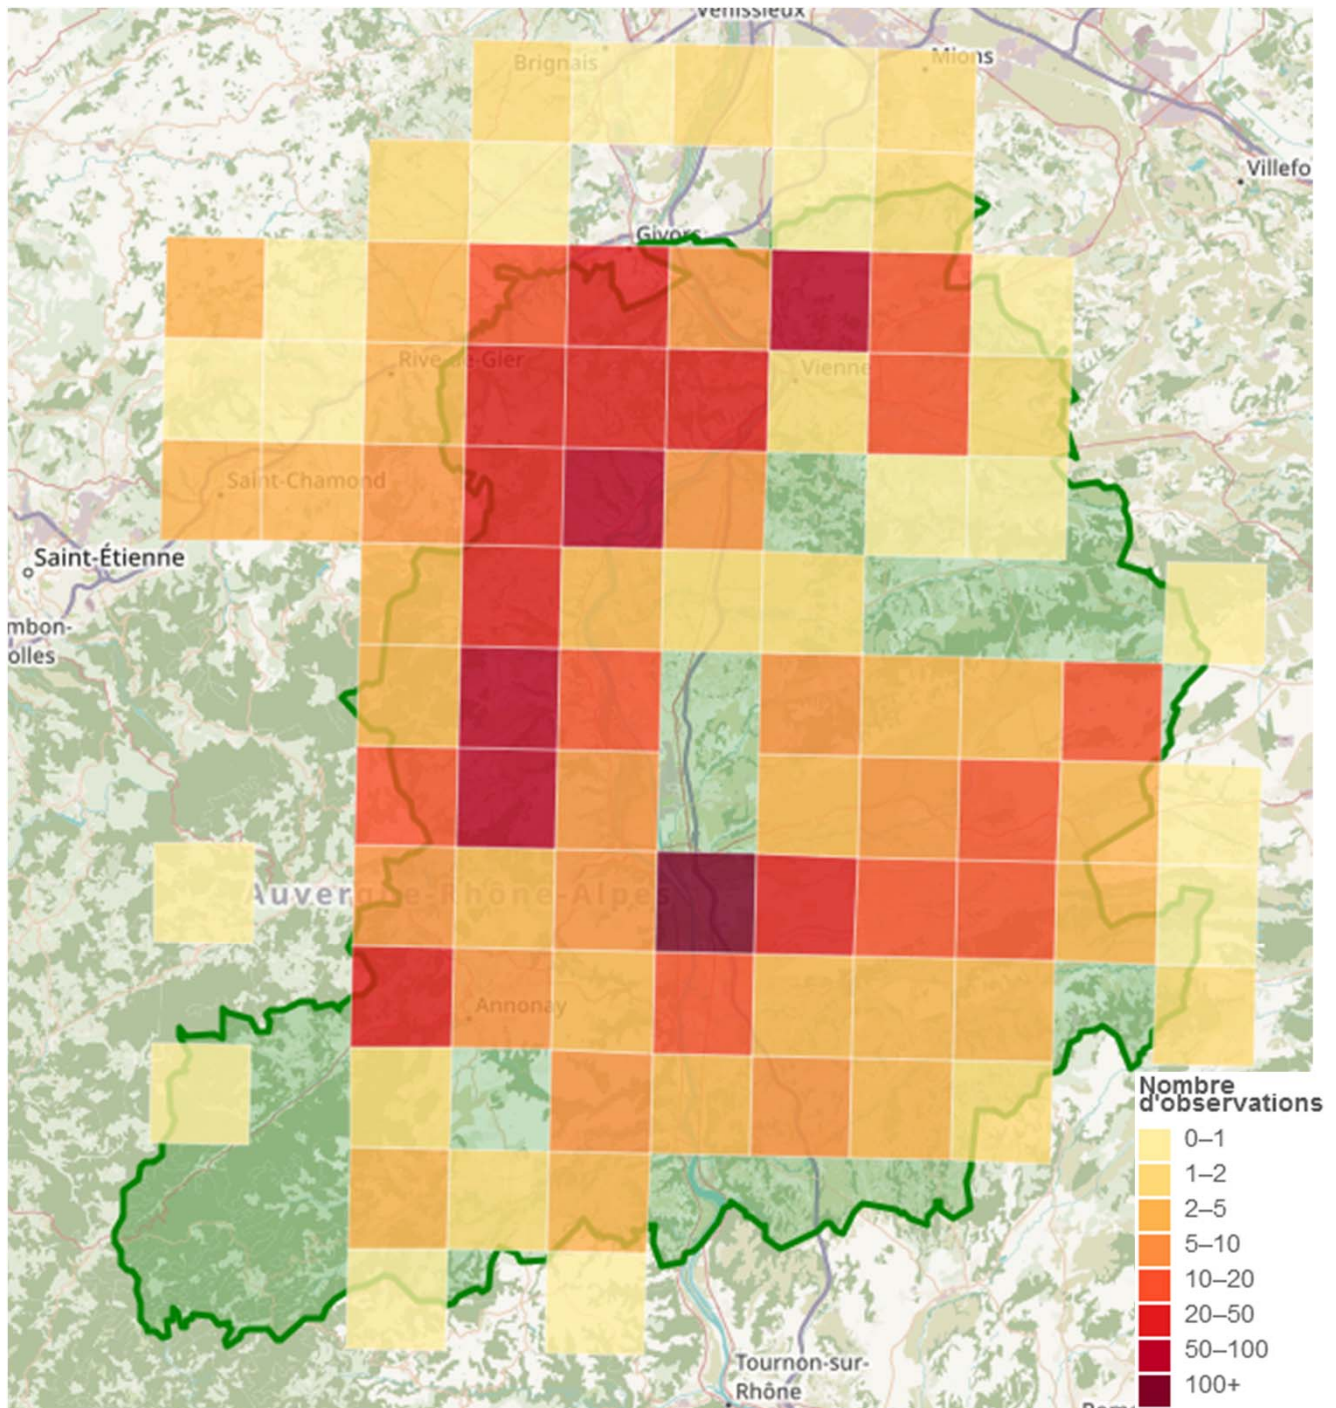 Vénissieux
Brignais
Mions
Villefo
Givors
Rive-de-Gier
Vienne
Saint-Chamond
Saint-Étienne
mbon-
olles
Auvergne-Rhône-Alpes
Annonay
Nombre
d'observations
0–1
1–2
2–5
5–10
10–20
20–50
50–100
100+
Tournon-sur-
Rhône